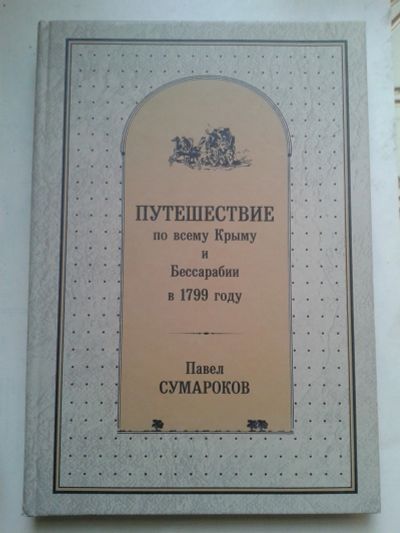 ПУТЕШЕСТВИЕ
по всему Крыму
и
Бессарабии
в 1799 году
Павел
СУМАРОКОВ